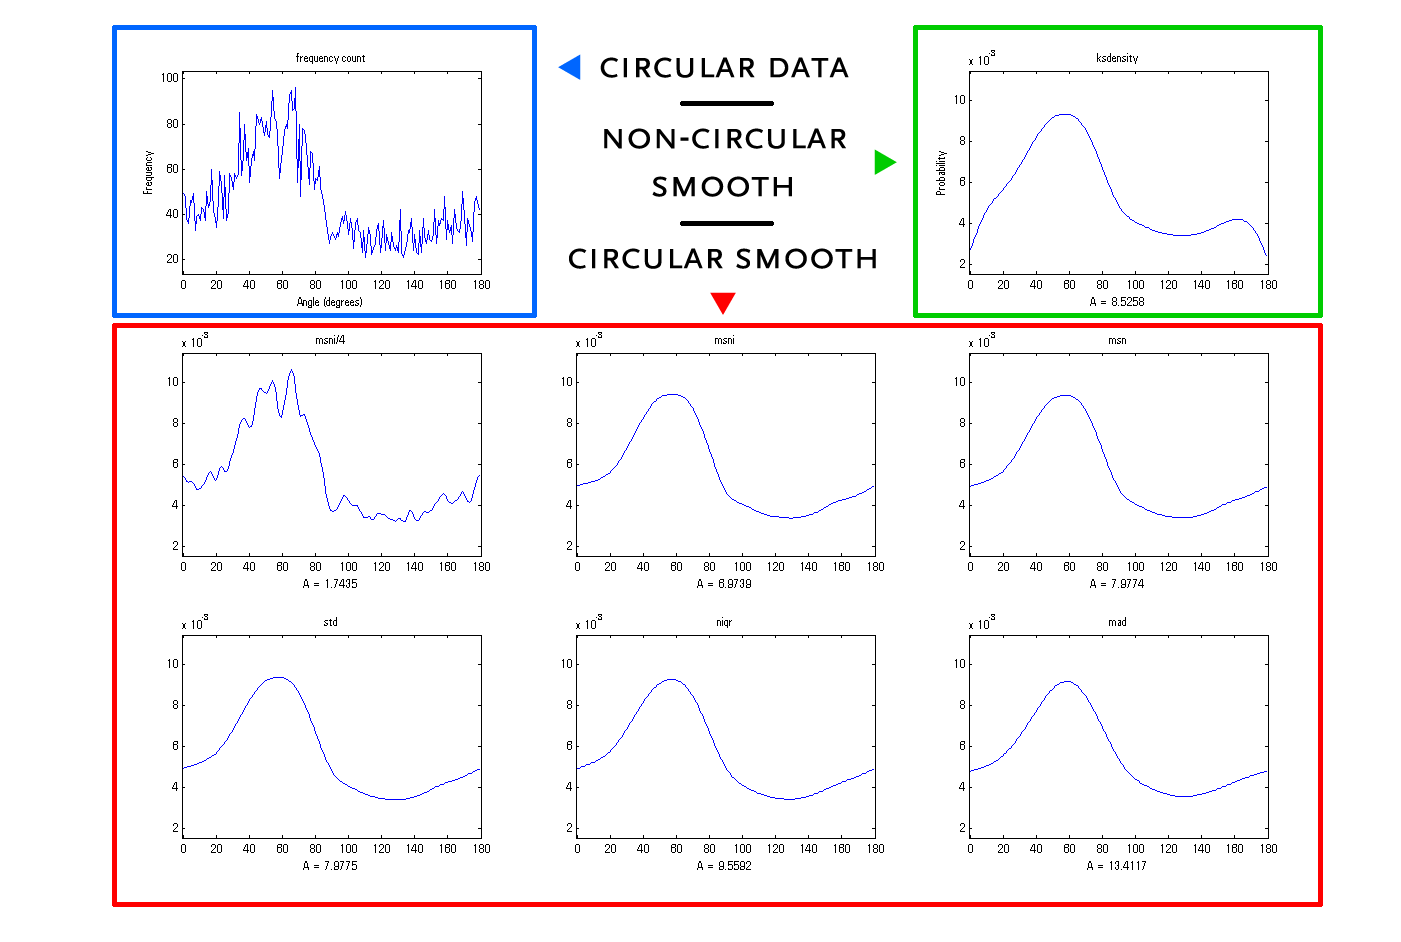 frequency count
100
80
60
40
20
Frequency
0 20 40 60 80 100 120 140 160 180
Angle (degrees)
CIRCULAR DATA
NON-CIRCULAR
SMOOTH
CIRCULAR SMOOTH
x 10⁻³
ksdensity
10
8
6
4
2
Probability
0 20 40 60 80 100 120 140 160 180
A = 8.5258
x 10⁻³
msni/4
10
8
6
4
2
0 20 40 60 80 100 120 140 160 180
A = 1.7435
x 10⁻³
msni
10
8
6
4
2
0 20 40 60 80 100 120 140 160 180
A = 6.9739
x 10⁻³
msn
10
8
6
4
2
0 20 40 60 80 100 120 140 160 180
A = 7.9774
x 10⁻³
std
10
8
6
4
2
0 20 40 60 80 100 120 140 160 180
A = 7.9775
x 10⁻³
niqr
10
8
6
4
2
0 20 40 60 80 100 120 140 160 180
A = 9.5592
x 10⁻³
mad
10
8
6
4
2
0 20 40 60 80 100 120 140 160 180
A = 13.4117